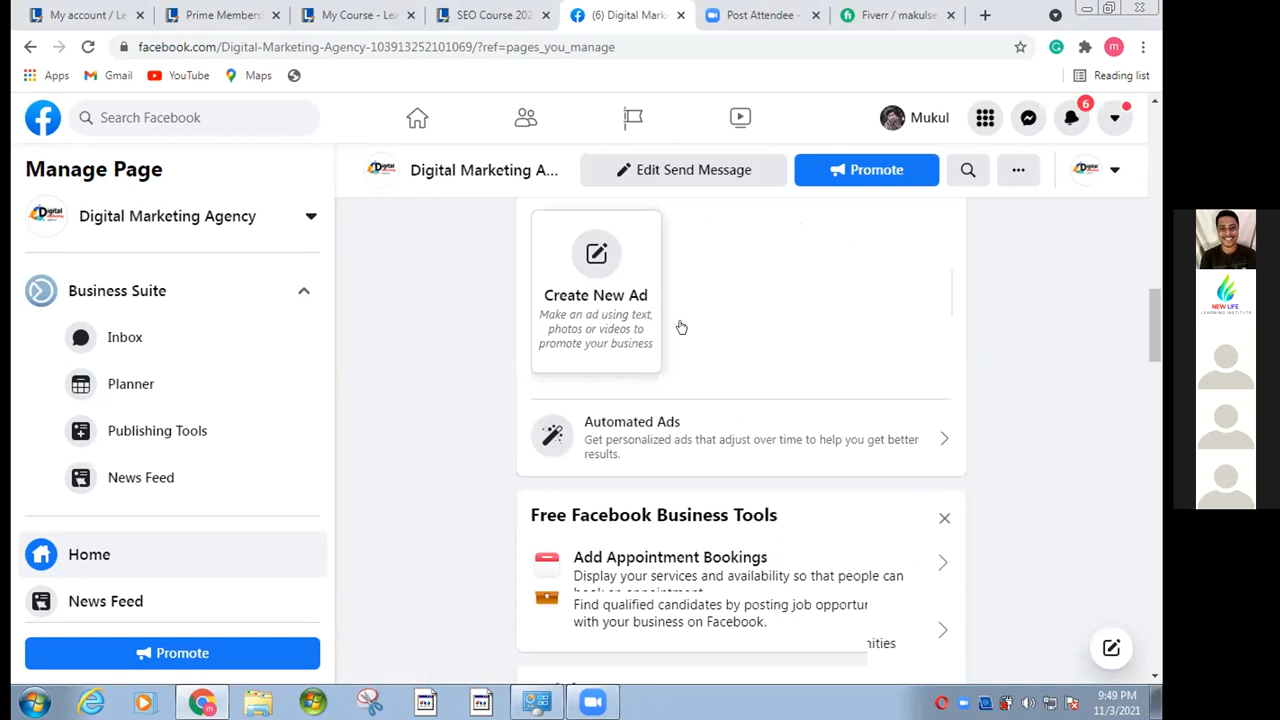 My account / Le
Prime Members
My Course - Lea
SEO Course 202
(6) Digital Mark
Post Attendee -
Fiverr / makulse
facebook.com/Digital-Marketing-Agency-103913252101069/?ref=pages_you_manage
m
Apps
Gmail
YouTube
Maps
Reading list
Search Facebook
Mukul
6
Manage Page
Digital Marketing A...
Edit Send Message
Promote
Digital Marketing Agency
Business Suite
Inbox
Planner
Publishing Tools
News Feed
Home
News Feed
Promote
Create New Ad
Make an ad using text,
photos or videos to
promote your business
Automated Ads
Get personalized ads that adjust over time to help you get better
results.
Free Facebook Business Tools
Add Appointment Bookings
Display your services and availability so that people can
Find qualified candidates by posting job opportur
with your business on Facebook.
nities
NEW LIFE
LEARNING INSTITUTE
9:49 PM
11/3/2021